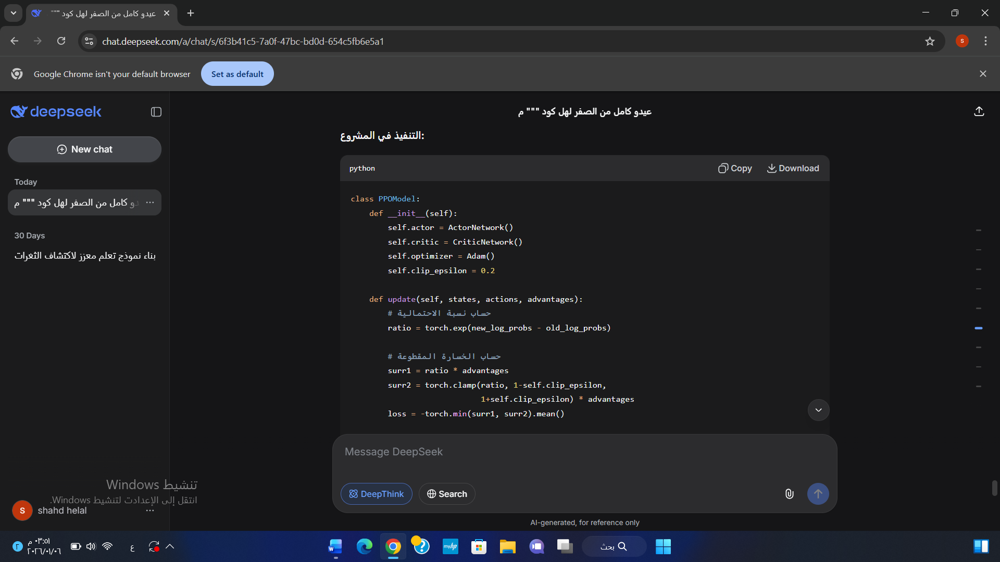 عيدو كامل من الصفر لهل كود """
chat.deepseek.com/a/chat/s/6f3b41c5-7a0f-47bc-bd0d-654c5fb6e5a1
S
Google Chrome isn't your default browser
Set as default
deepseek
New chat
Today
دو كامل من الصفر لهل كود """ م
30 Days
بناء نموذج تعلم معزز لاكتشاف الثغرات
عيدو كامل من الصفر لهل كود """ م
التنفيذ في المشروع:
python
Copy
Download
class PPOModel:
def __init__(self):
self.actor = ActorNetwork()
self.critic = CriticNetwork()
self.optimizer = Adam()
self.clip_epsilon = 0.2
def update(self, states, actions, advantages):
# حساب نسبة الاحتمالية
ratio = torch.exp(new_log_probs - old_log_probs)
# حساب الخسارة المقطوعة
surr1 = ratio * advantages
surr2 = torch.clamp(ratio, 1-self.clip_epsilon,
1+self.clip_epsilon) * advantages
loss = -torch.min(surr1, surr2).mean()
Message DeepSeek
DeepThink
Search
AI-generated, for reference only
تنشيط Windows
انتقل إلى الإعدادات لتنشيط Windows.
S
shahd helal
٢
٠٣:٥١ م
٢٠٢٦/٠١/٠٦
ع
W
myhp
بحث